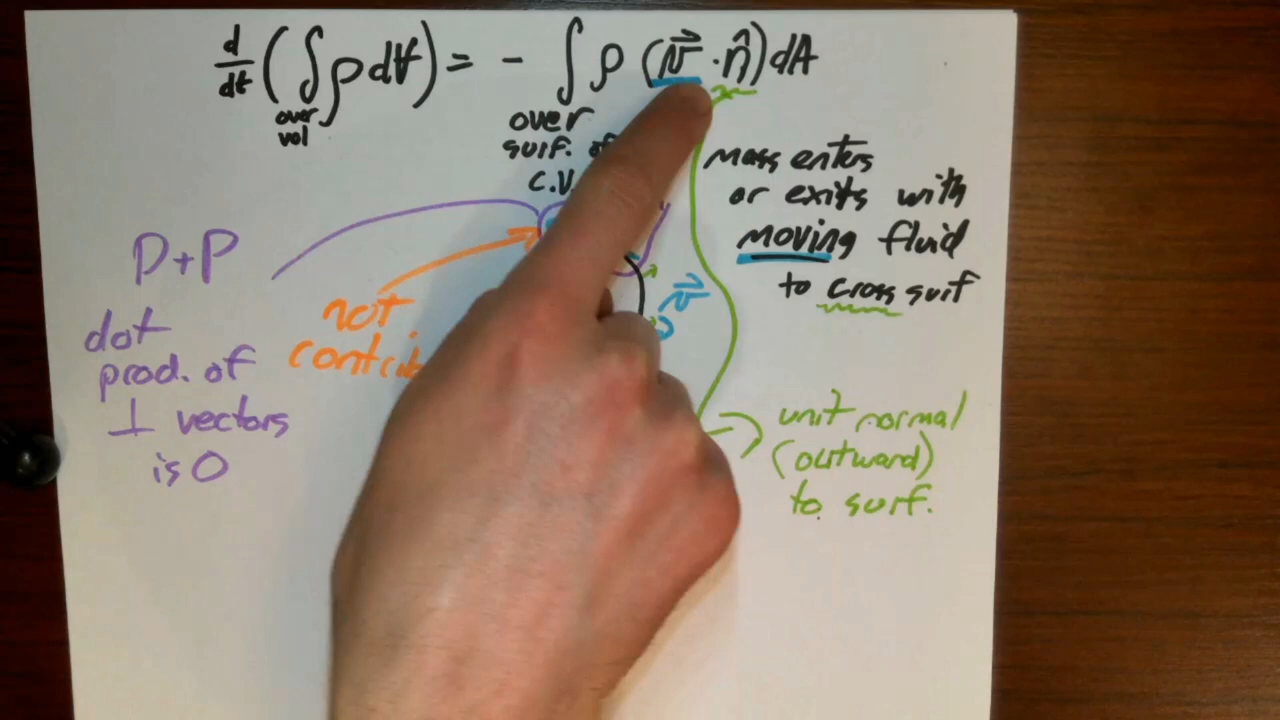 d/dt ( ∫ ρ dV ) = - ∫ ρ (v⃗ · n̂) dA
over vol
over
surf. of
C.V.
mass enters
or exits with
moving fluid
to cross surf
P+P
dot
prod. of
⊥ vectors
is 0
not
contrib
v⃗
unit normal
(outward)
to surf.